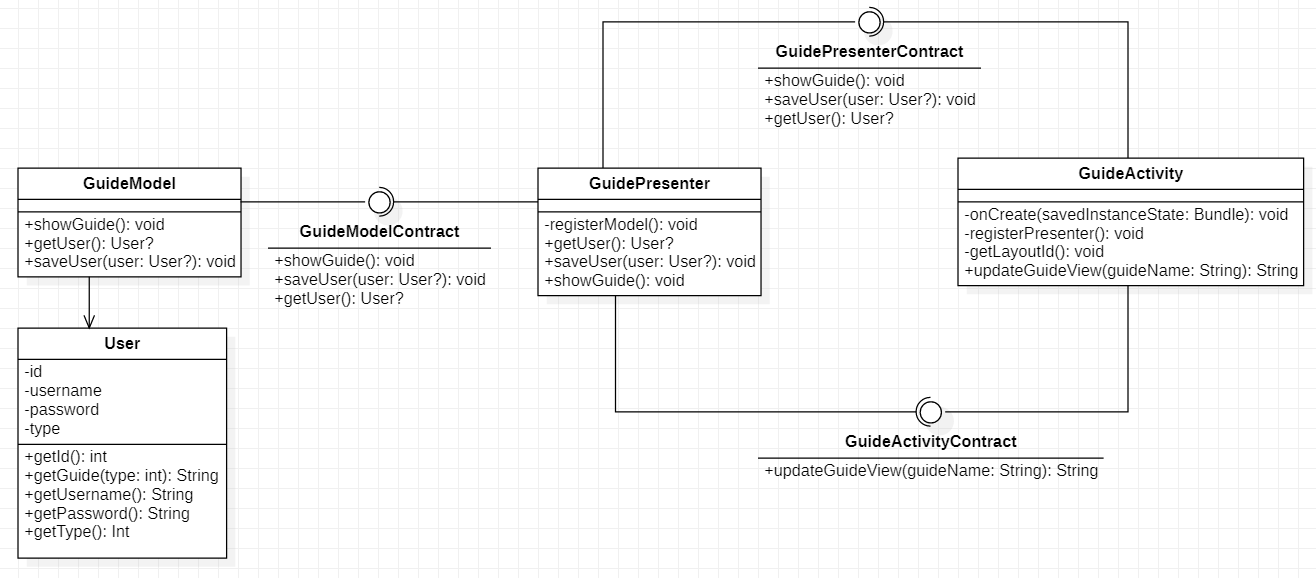 GuidePresenterContract
+showGuide(): void
+saveUser(user: User?): void
+getUser(): User?
GuideModel
+showGuide(): void
+getUser(): User?
+saveUser(user: User?): void
GuideModelContract
+showGuide(): void
+saveUser(user: User?): void
+getUser(): User?
GuidePresenter
-registerModel(): void
+getUser(): User?
+saveUser(user: User?): void
+showGuide(): void
GuideActivity
-onCreate(savedInstanceState: Bundle): void
-registerPresenter(): void
-getLayoutId(): void
+updateGuideView(guideName: String): String
User
-id
-username
-password
-type
+getId(): int
+getGuide(type: int): String
+getUsername(): String
+getPassword(): String
+getType(): Int
GuideActivityContract
+updateGuideView(guideName: String): String